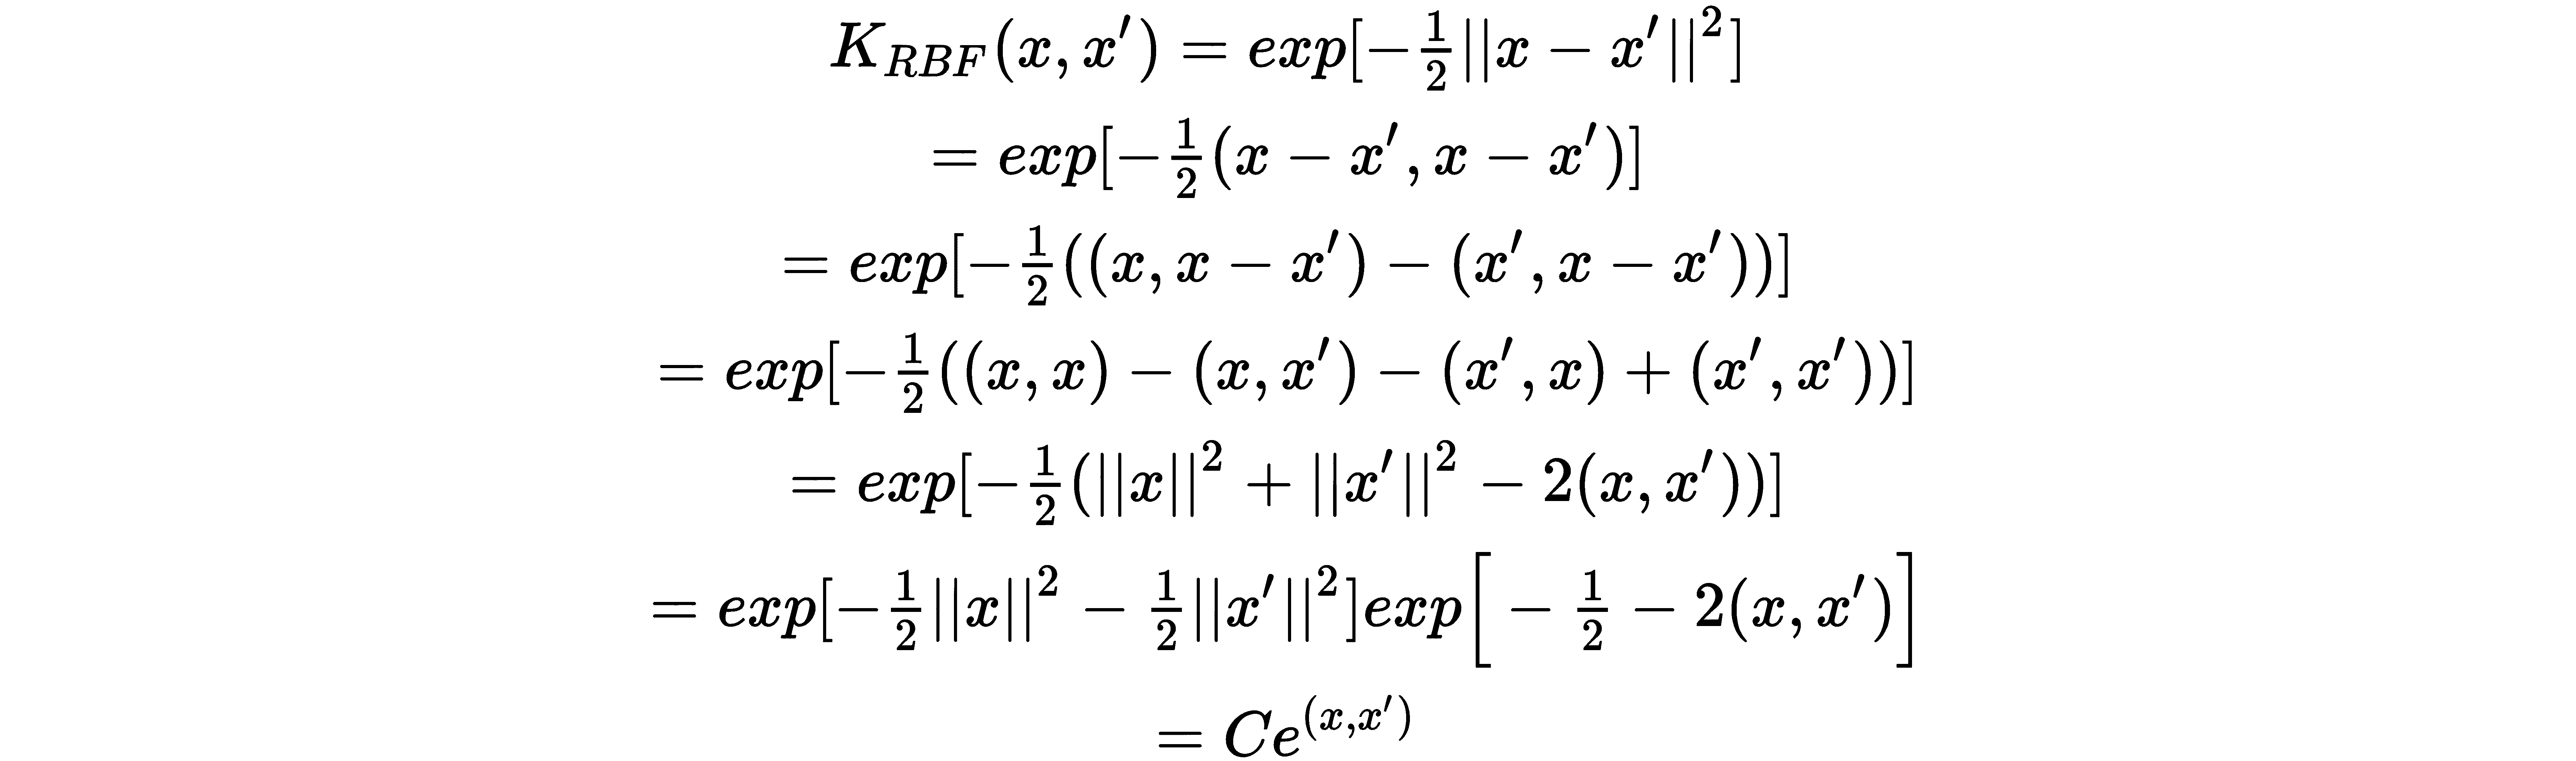 K_{RBF}(x, x′) = exp[−\frac{1}{2}||x − x′||²]
= exp[−\frac{1}{2}(x − x′, x − x′)]
= exp[−\frac{1}{2}((x, x − x′) − (x′, x − x′))]
= exp[−\frac{1}{2}((x, x) − (x, x′) − (x′, x) + (x′, x′))]
= exp[−\frac{1}{2}(||x||² + ||x′||² − 2(x, x′))]
= exp[−\frac{1}{2}||x||² − \frac{1}{2}||x′||²]exp[ − \frac{1}{2} − 2(x, x′)]
= Ce^{(x,x′)}